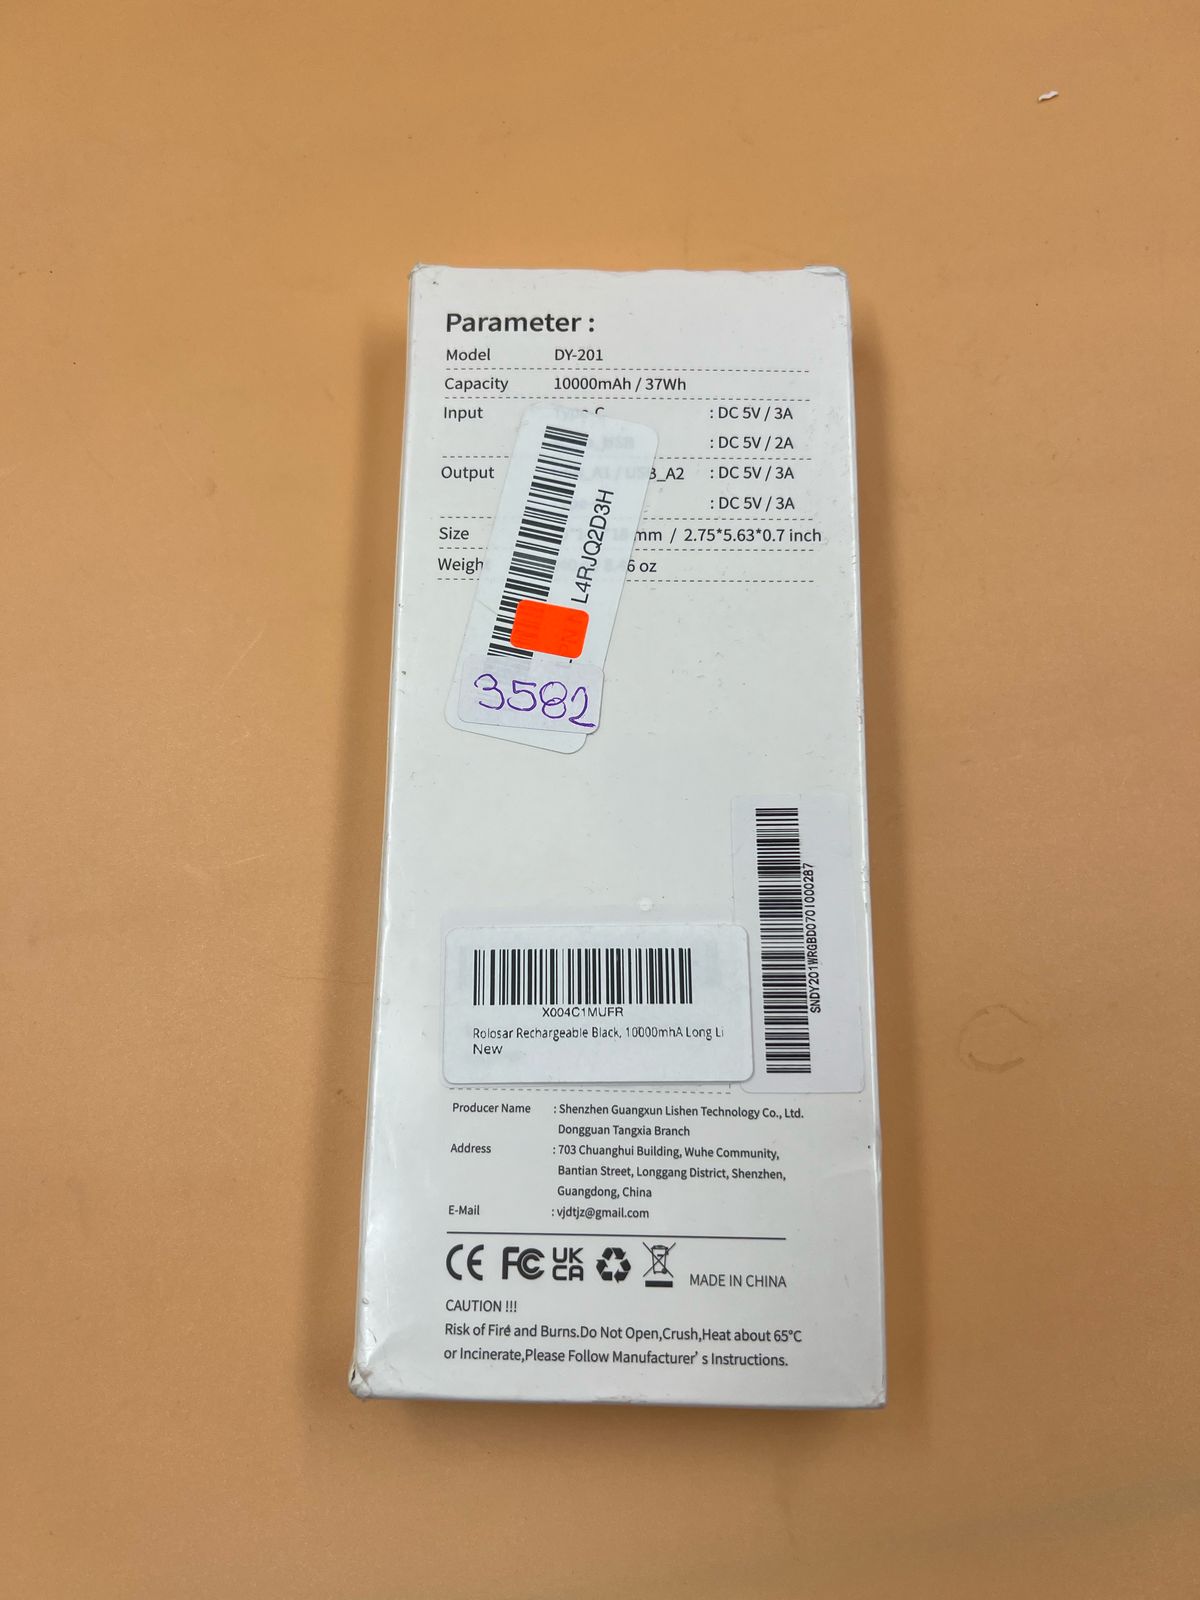 Parameter :
Model DY-201
Capacity 10000mAh / 37Wh
Input C : DC 5V / 3A
: DC 5V / 2A
Output A1 / USB_A2 : DC 5V / 3A
: DC 5V / 3A
Size mm / 2.75*5.63*0.7 inch
Weigh 8.46 oz
L4RJQ2D3H
3582
SNDY201WRGBD0701000287
X004C1MUFR
Rolosar Rechargeable Black, 10000mhA Long Li
New
Producer Name : Shenzhen Guangxun Lishen Technology Co., Ltd.
Dongguan Tangxia Branch
Address : 703 Chuanghui Building, Wuhe Community,
Bantian Street, Longgang District, Shenzhen,
Guangdong, China
E-Mail : vjdtjz@gmail.com
CE FC UK CA MADE IN CHINA
CAUTION !!!
Risk of Fire and Burns.Do Not Open,Crush,Heat about 65°C
or Incinerate,Please Follow Manufacturer's Instructions.